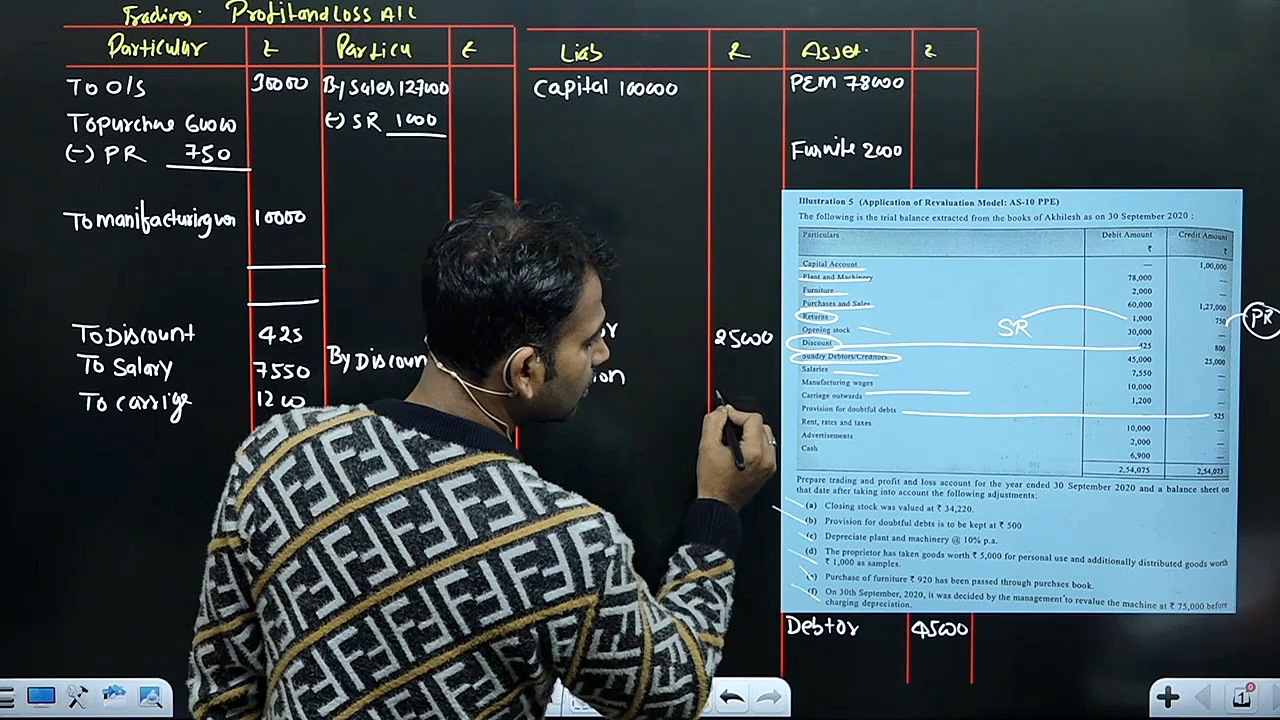 Trading. Profit and Loss A/c
Particular ₹ Particu ₹
To O/S 30000 By Sales 127000
(-) SR 1000
To purchase 60000
(-) PR 750
To manifacturing 10000
To Discount 425
To Salary 7550 By Discoun
To Carrige 1200
Liab ₹ Asset. ₹
Capital 100000 PEM 78000
Furnite 2000
25000
Debtor 45000
Illustration 5 (Application of Revaluation Model: AS-10 PPE)
The following is the trial balance extracted from the books of Akhilesh as on 30 September 2020 :
Particulars Debit Amount Credit Amount
₹ ₹
Capital Account — 1,00,000
Plant and Machinery 78,000 —
Furniture 2,000 —
Purchases and Sales 60,000 1,27,000
Returns SR 1,000 750 PR
Opening stock 30,000 —
Discount 425 800
Sundry Debtors/Creditors 45,000 25,000
Salaries 7,550 —
Manufacturing wages 10,000 —
Carriage outwards 1,200 —
Provision for doubtful debts 525
Rent, rates and taxes 10,000 —
Advertisements 2,000 —
Cash 6,900 —
2,54,075 2,54,075
Prepare trading and profit and loss account for the year ended 30 September 2020 and a balance sheet on
that date after taking into account the following adjustments:
(a) Closing stock was valued at ₹ 34,220.
(b) Provision for doubtful debts is to be kept at ₹ 500
(c) Depreciate plant and machinery @ 10% p.a.
(d) The proprietor has taken goods worth ₹ 5,000 for personal use and additionally distributed goods worth
₹ 1,000 as samples.
(e) Purchase of furniture ₹ 920 has been passed through purchses book.
(f) On 30th September, 2020, it was decided by the management to revalue the machine at ₹ 75,000 before
charging depreciation.